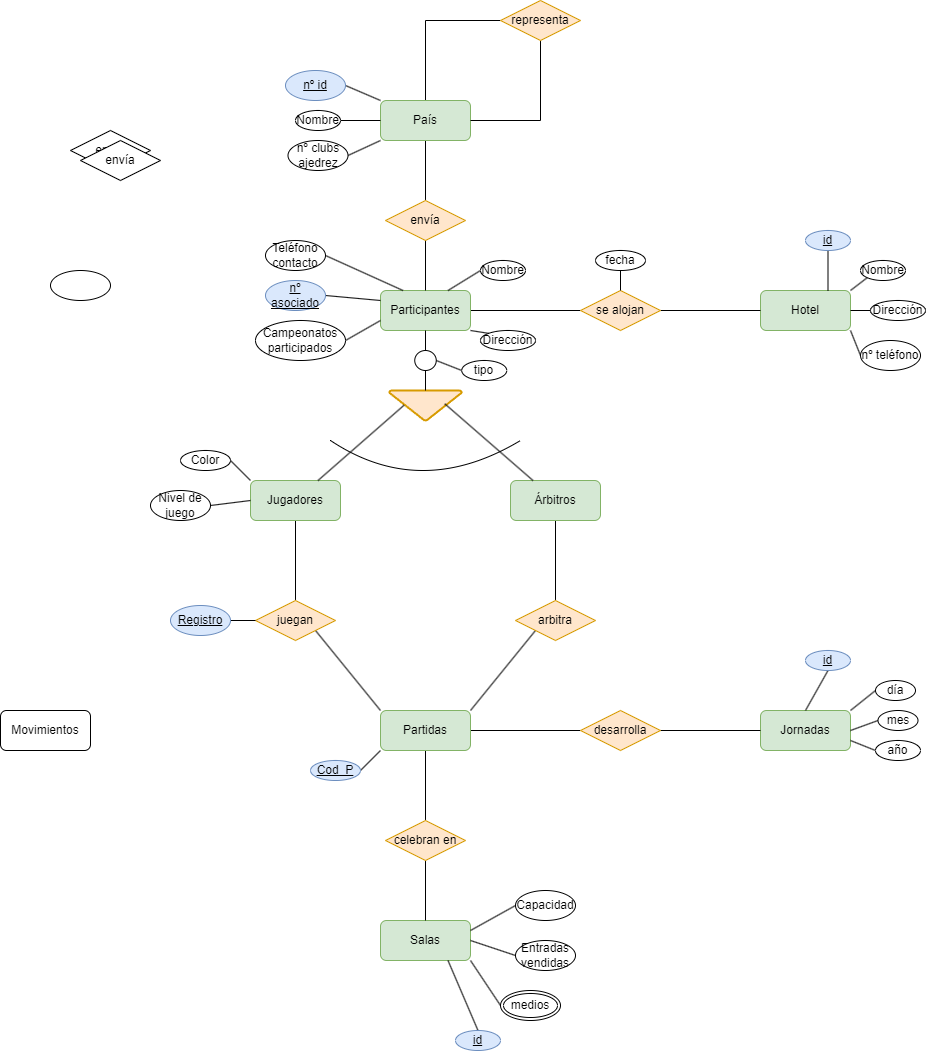 representa
nº id
Nombre
País
nº clubs
ajedrez
envía
envía
Teléfono
contacto
Nombre
nº
asociado
Participantes
Campeonatos
participados
Dirección
tipo
fecha
se alojan
id
Nombre
Hotel
Dirección
nº teléfono
Color
Nivel de
juego
Jugadores
Árbitros
Registro
juegan
arbitra
id
día
Movimientos
Partidas
desarrolla
Jornadas
mes
año
Cod_P
celebran en
Capacidad
Salas
Entradas
vendidas
medios
id